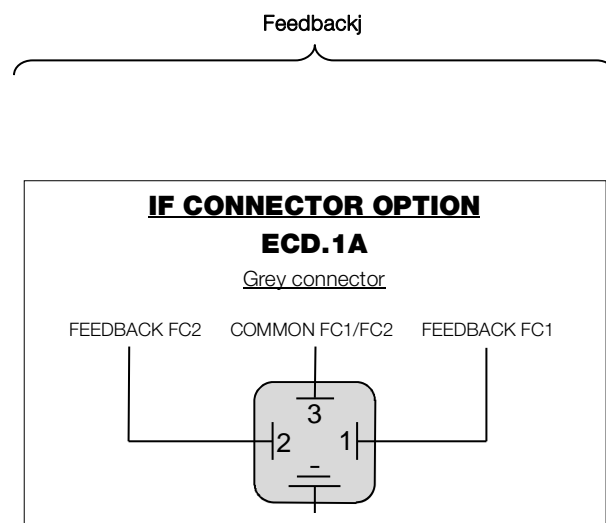 Feedbackj
IF CONNECTOR OPTION
ECD.1A
Grey connector
FEEDBACK FC2 COMMON FC1/FC2 FEEDBACK FC1
3
2 1
-